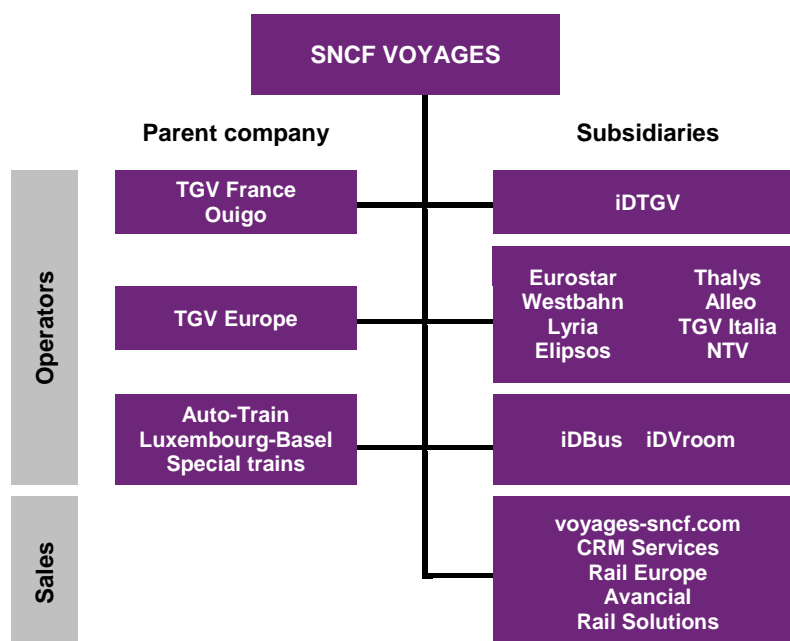 SNCF VOYAGES
Parent company
Subsidiaries
Operators
TGV France
Ouigo
iDTGV
TGV Europe
Eurostar
Westbahn
Lyria
Elipsos
Thalys
Alleo
TGV Italia
NTV
Auto-Train
Luxembourg-Basel
Special trains
iDBus iDVroom
Sales
voyages-sncf.com
CRM Services
Rail Europe
Avancial
Rail Solutions